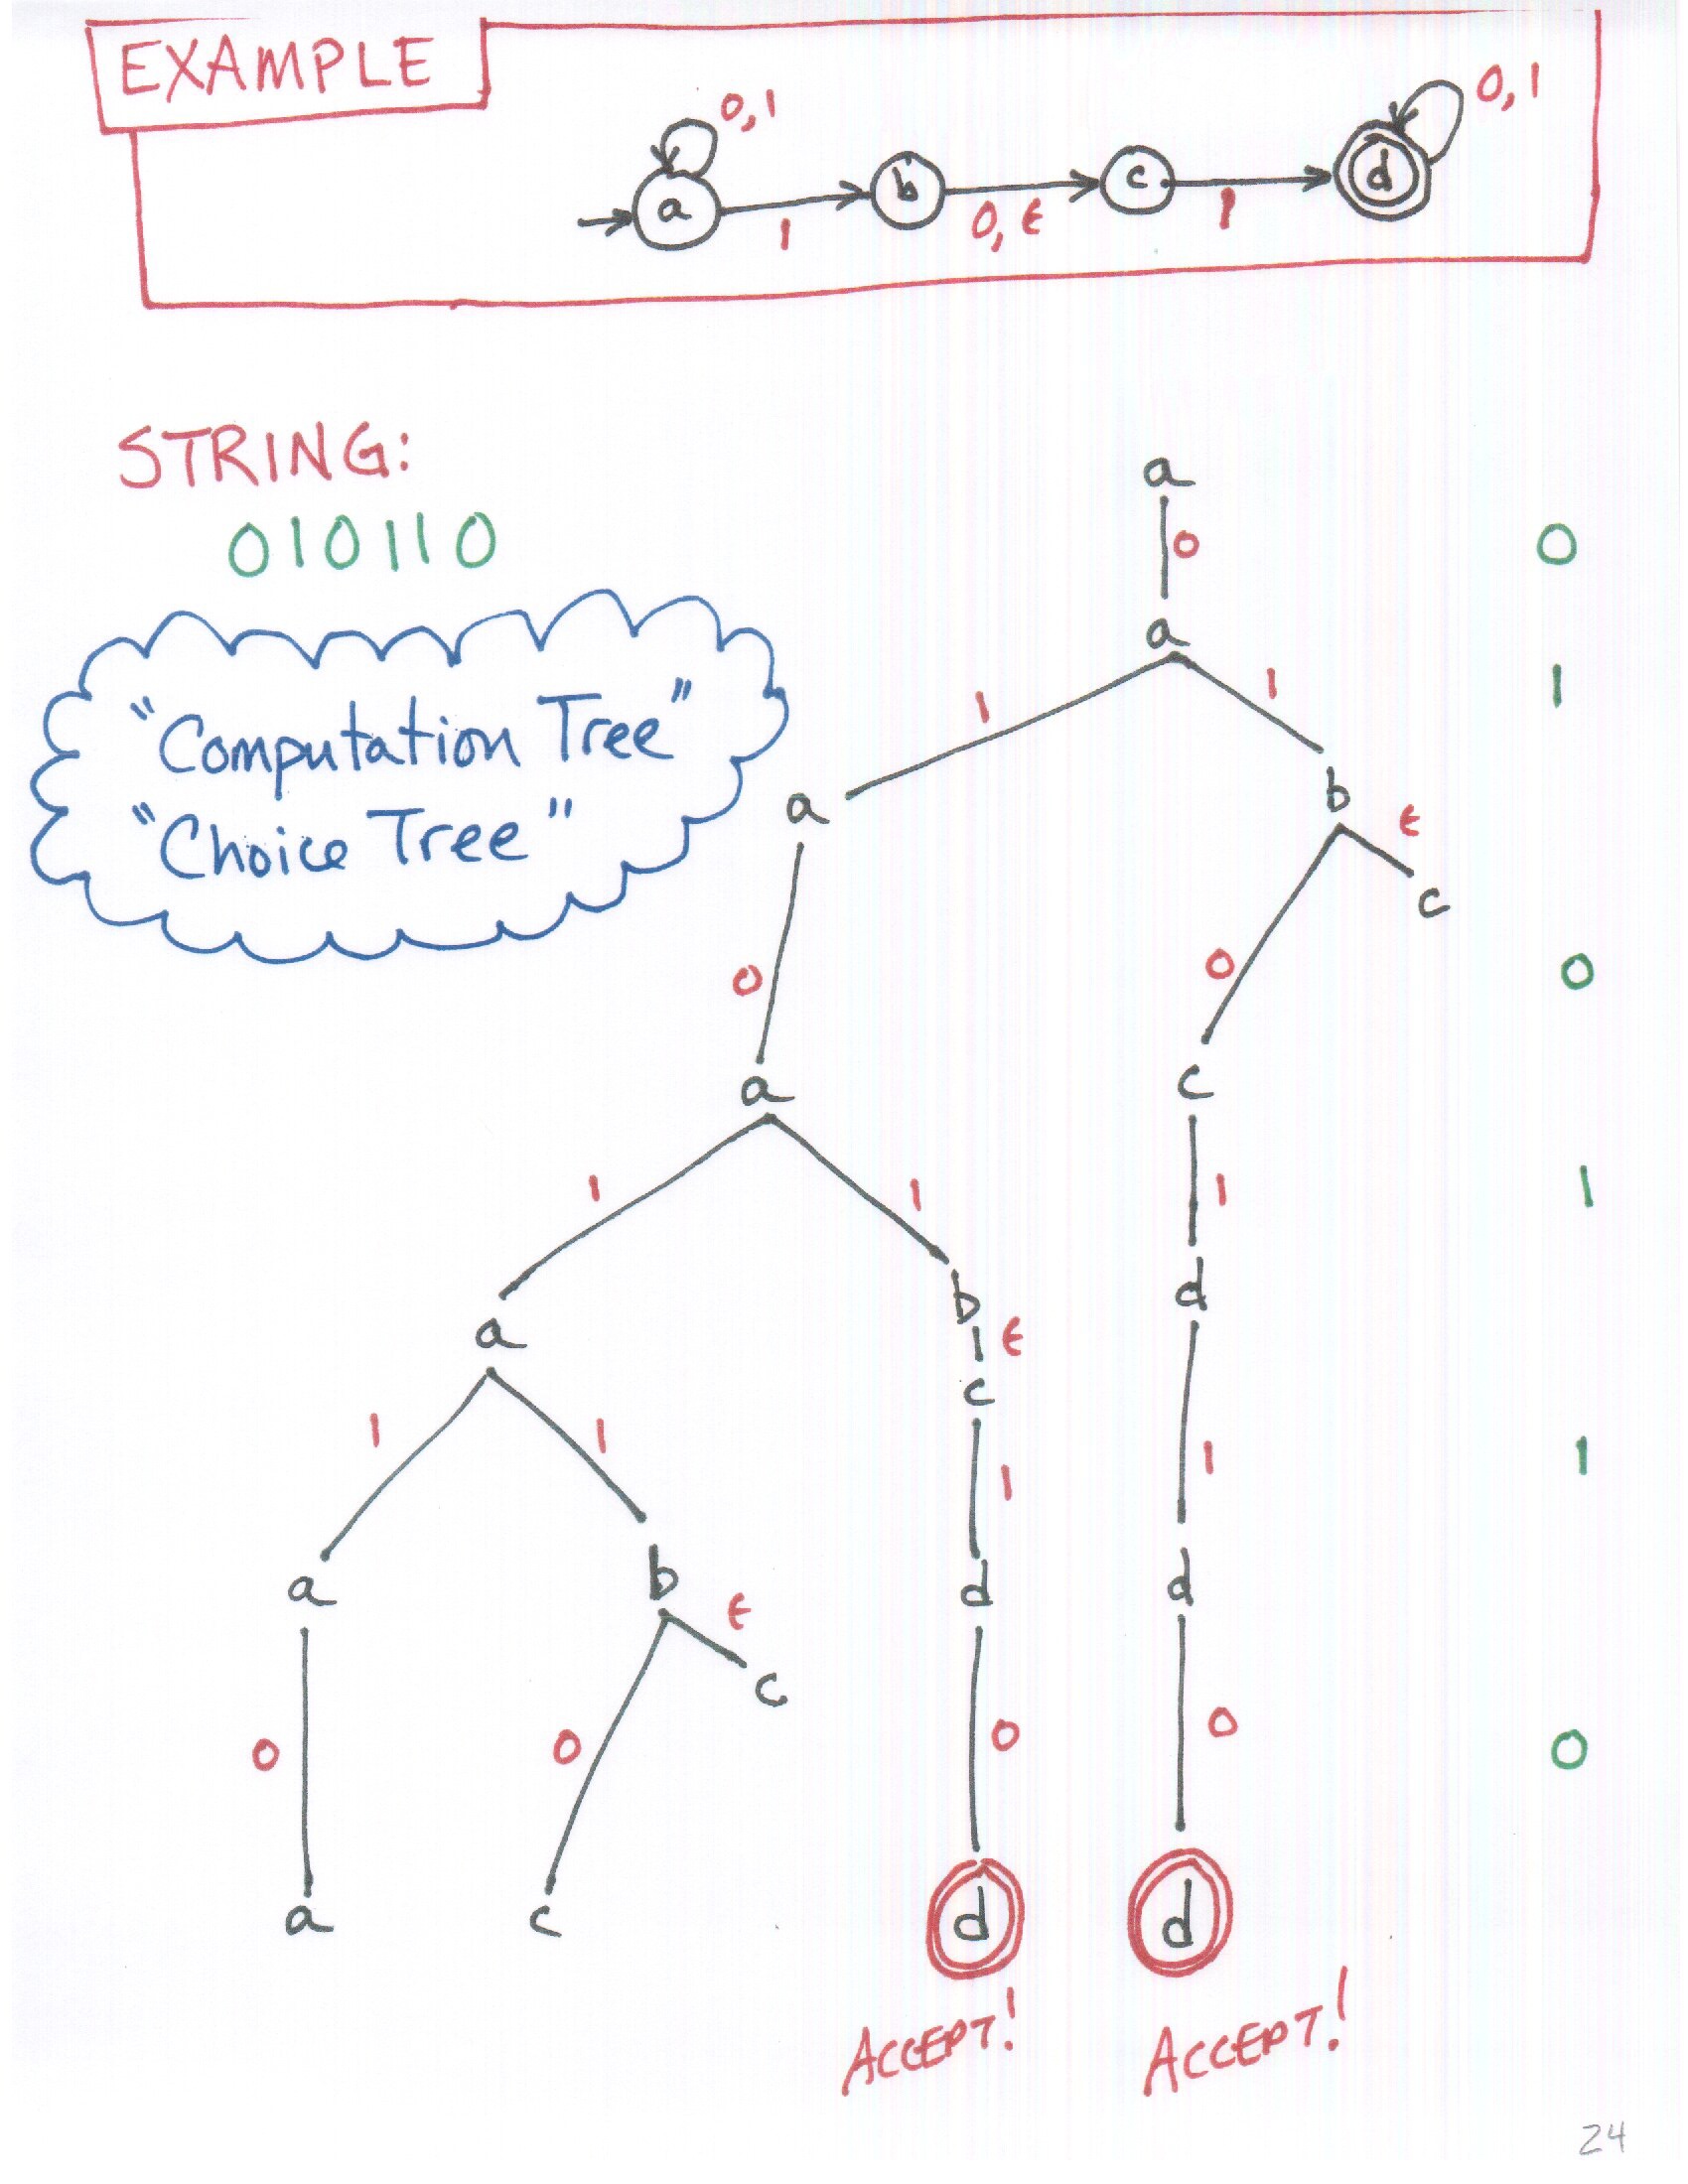 EXAMPLE
0,1
0,1
a
b
c
d
1
0,ϵ
1
STRING:
010110
"Computation Tree"
"Choice Tree"
a
0
0
a
1
1
1
a
b
ϵ
c
0
0
0
a
c
1
1
1
1
a
b
d
ϵ
c
1
1
1
1
1
a
b
d
d
ϵ
c
0
0
0
0
0
a
c
d
d
ACCEPT!
ACCEPT!
24